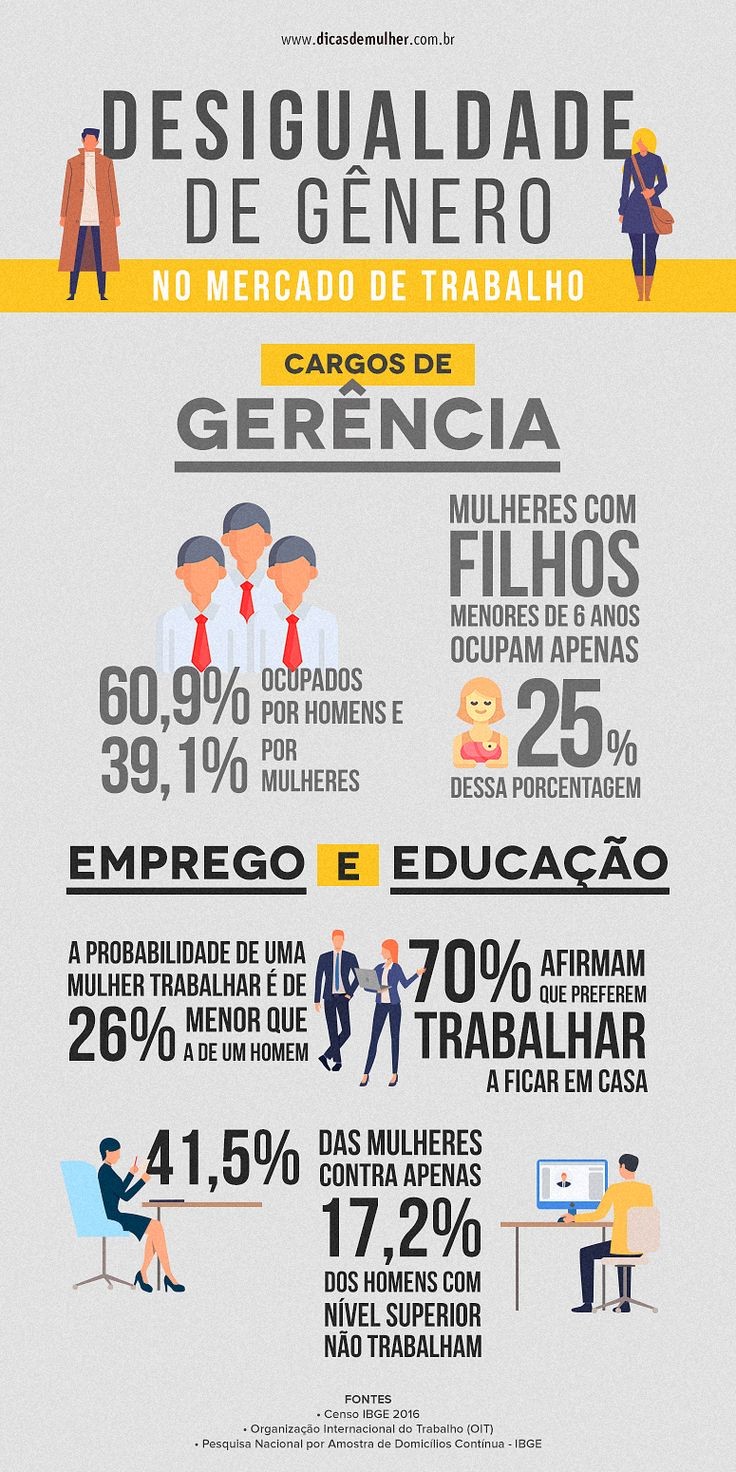 www.dicasdemulher.com.br
DESIGUALDADE
DE GÊNERO
NO MERCADO DE TRABALHO
CARGOS DE
GERÊNCIA
60,9% OCUPADOS
POR HOMENS E
39,1% POR
MULHERES
MULHERES COM
FILHOS
MENORES DE 6 ANOS
OCUPAM APENAS
25%
DESSA PORCENTAGEM
EMPREGO E EDUCAÇÃO
A PROBABILIDADE DE UMA
MULHER TRABALHAR É DE
26% MENOR QUE
A DE UM HOMEM
70% AFIRMAM
QUE PREFEREM
TRABALHAR
A FICAR EM CASA
41,5% DAS MULHERES
CONTRA APENAS
17,2%
DOS HOMENS COM
NÍVEL SUPERIOR
NÃO TRABALHAM
FONTES
• Censo IBGE 2016
• Organização Internacional do Trabalho (OIT)
• Pesquisa Nacional por Amostra de Domicílios Contínua - IBGE